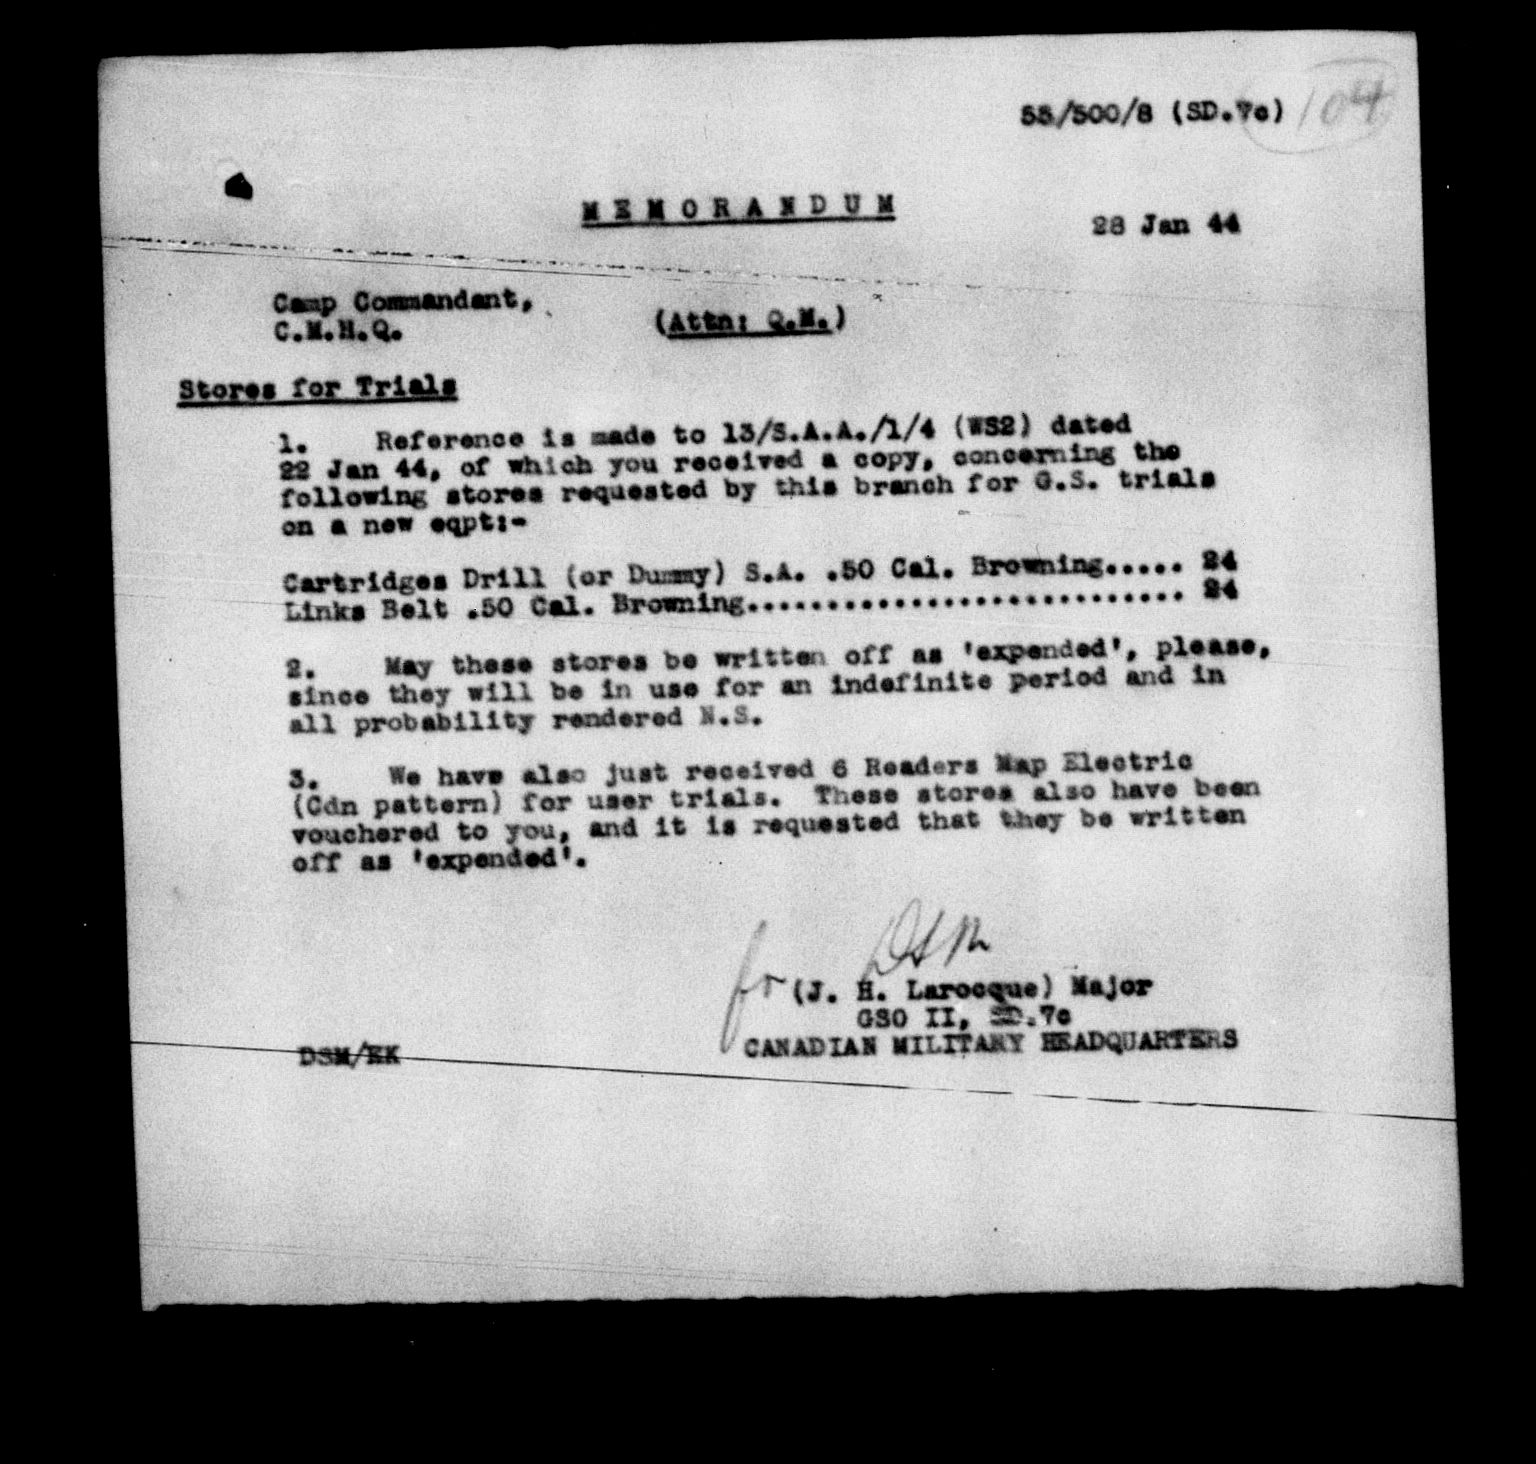 55/500/8 (SD.7c) 104
MEMORANDUM
28 Jan 44
Camp Commandant,
C.M.H.Q.
(Attn: Q.M.)
Stores for Trials
1. Reference is made to 13/S.A.A./1/4 (WS2) dated
22 Jan 44, of which you received a copy, concerning the
following stores requested by this branch for G.S. trials
on a new eqpt:-
Cartridges Drill (or Dummy) S.A. .50 Cal. Browning..... 24
Links Belt .50 Cal. Browning............................ 24
2. May these stores be written off as 'expended', please,
since they will be in use for an indefinite period and in
all probability rendered N.S.
3. We have also just received 6 Readers Map Electric
(Cdn pattern) for user trials. These stores also have been
vouchered to you, and it is requested that they be written
off as 'expended'.
DSM
for (J. H. Larocque) Major
GSO II, SD.7c
CANADIAN MILITARY HEADQUARTERS
DSM/KK